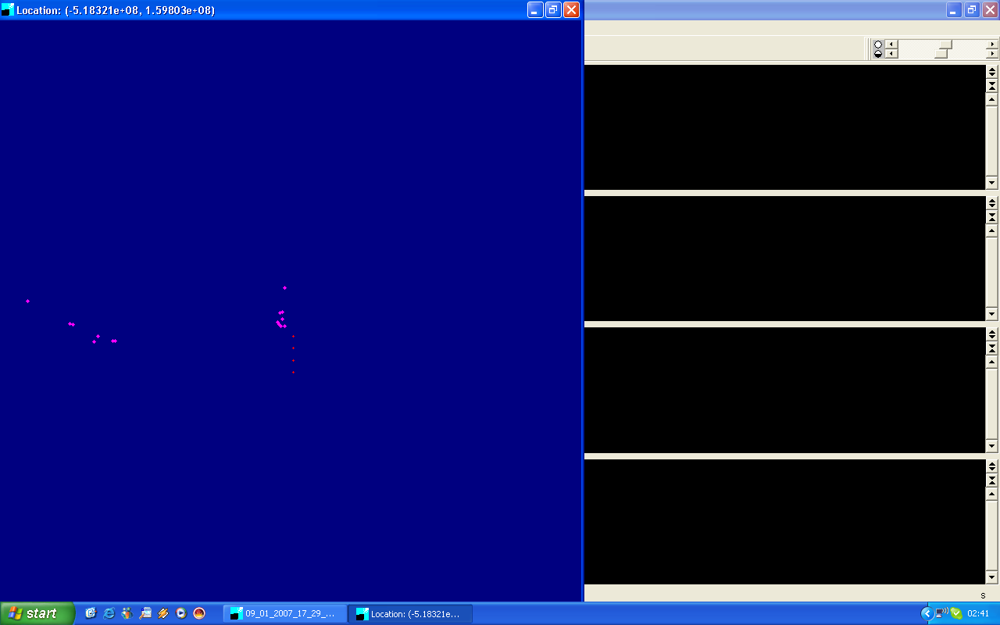 Location: (-5.18321e+08, 1.59803e+08)
s
start
09_01_2007_17_29_...
Location: (-5.18321e...
02:41